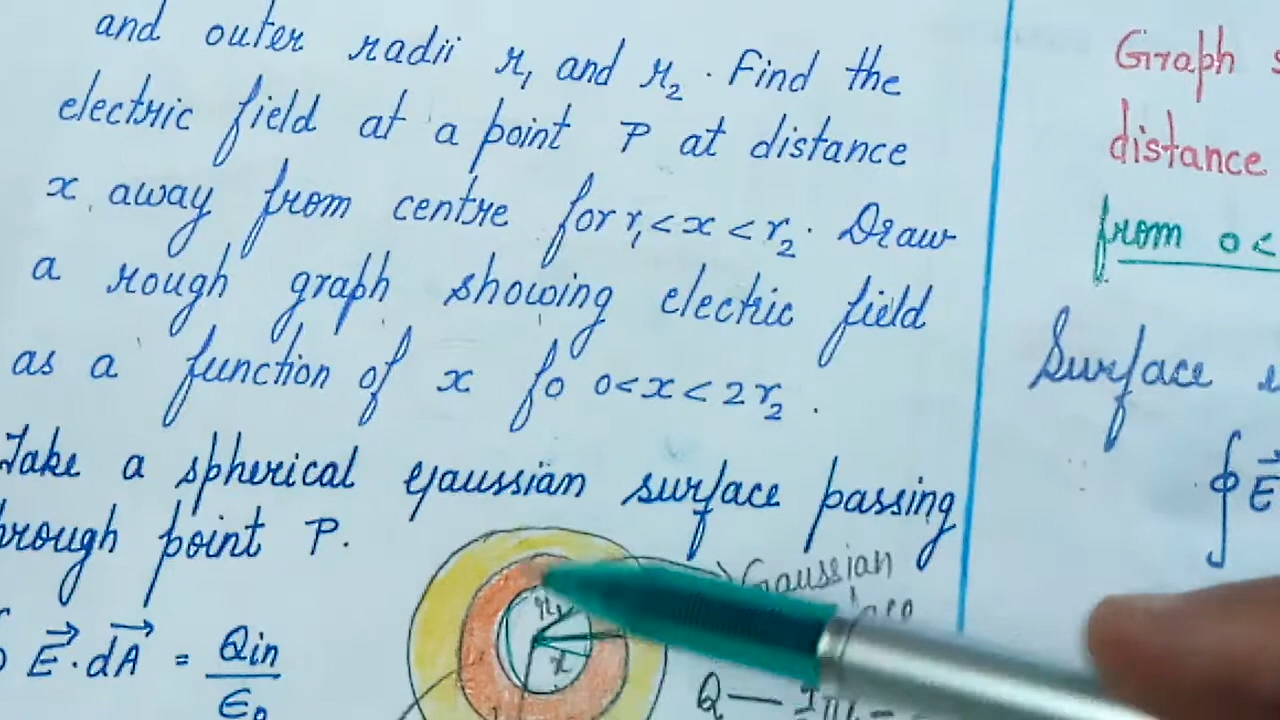 and outer radii r₁ and r₂. Find the
electric field at a point P at distance
x away from centre for r₁<x<r₂. Draw
a rough graph showing electric field
as a function of x fo 0<x<2r₂.
Take a spherical gaussian surface passing
through point P.
Gaussian
∮ E⃗.dA⃗ = Qin/ε₀
r₁
x
Q —
Graph
distance
from 0<
Surface
∮ E⃗